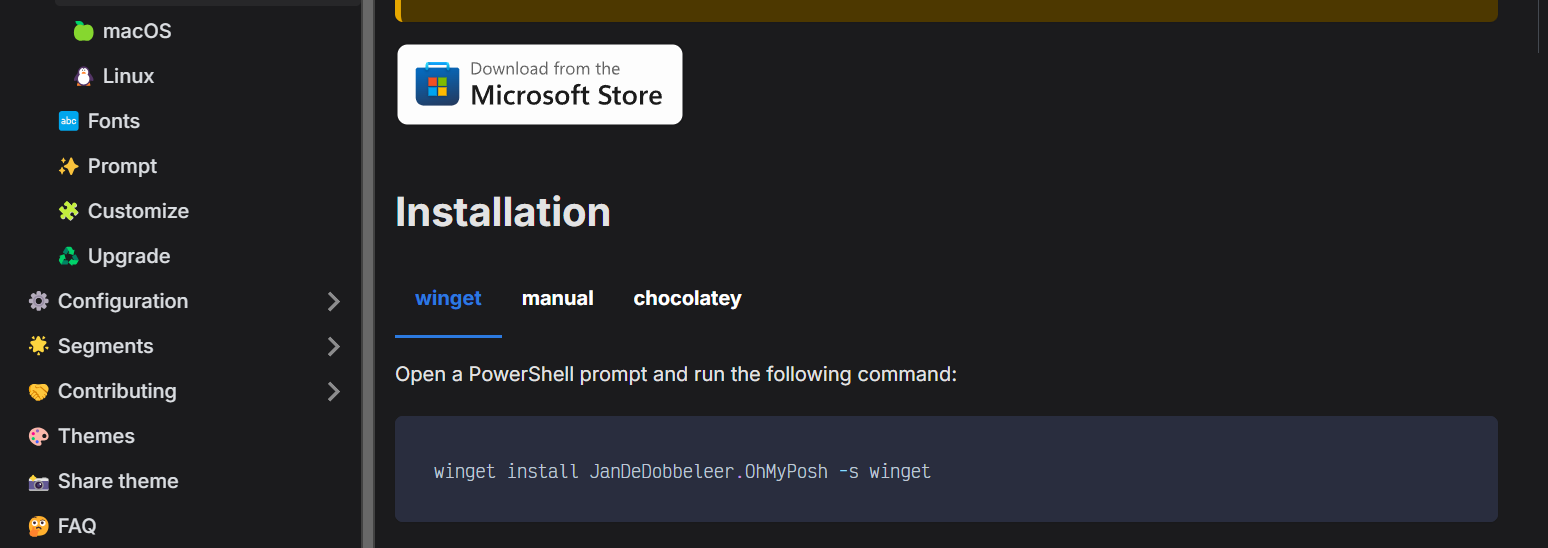 macOS
Linux
abc Fonts
Prompt
Customize
Upgrade
Configuration
Segments
Contributing
Themes
Share theme
FAQ
Download from the
Microsoft Store
Installation
winget manual chocolatey
Open a PowerShell prompt and run the following command:
winget install JanDeDobbeleer.OhMyPosh -s winget